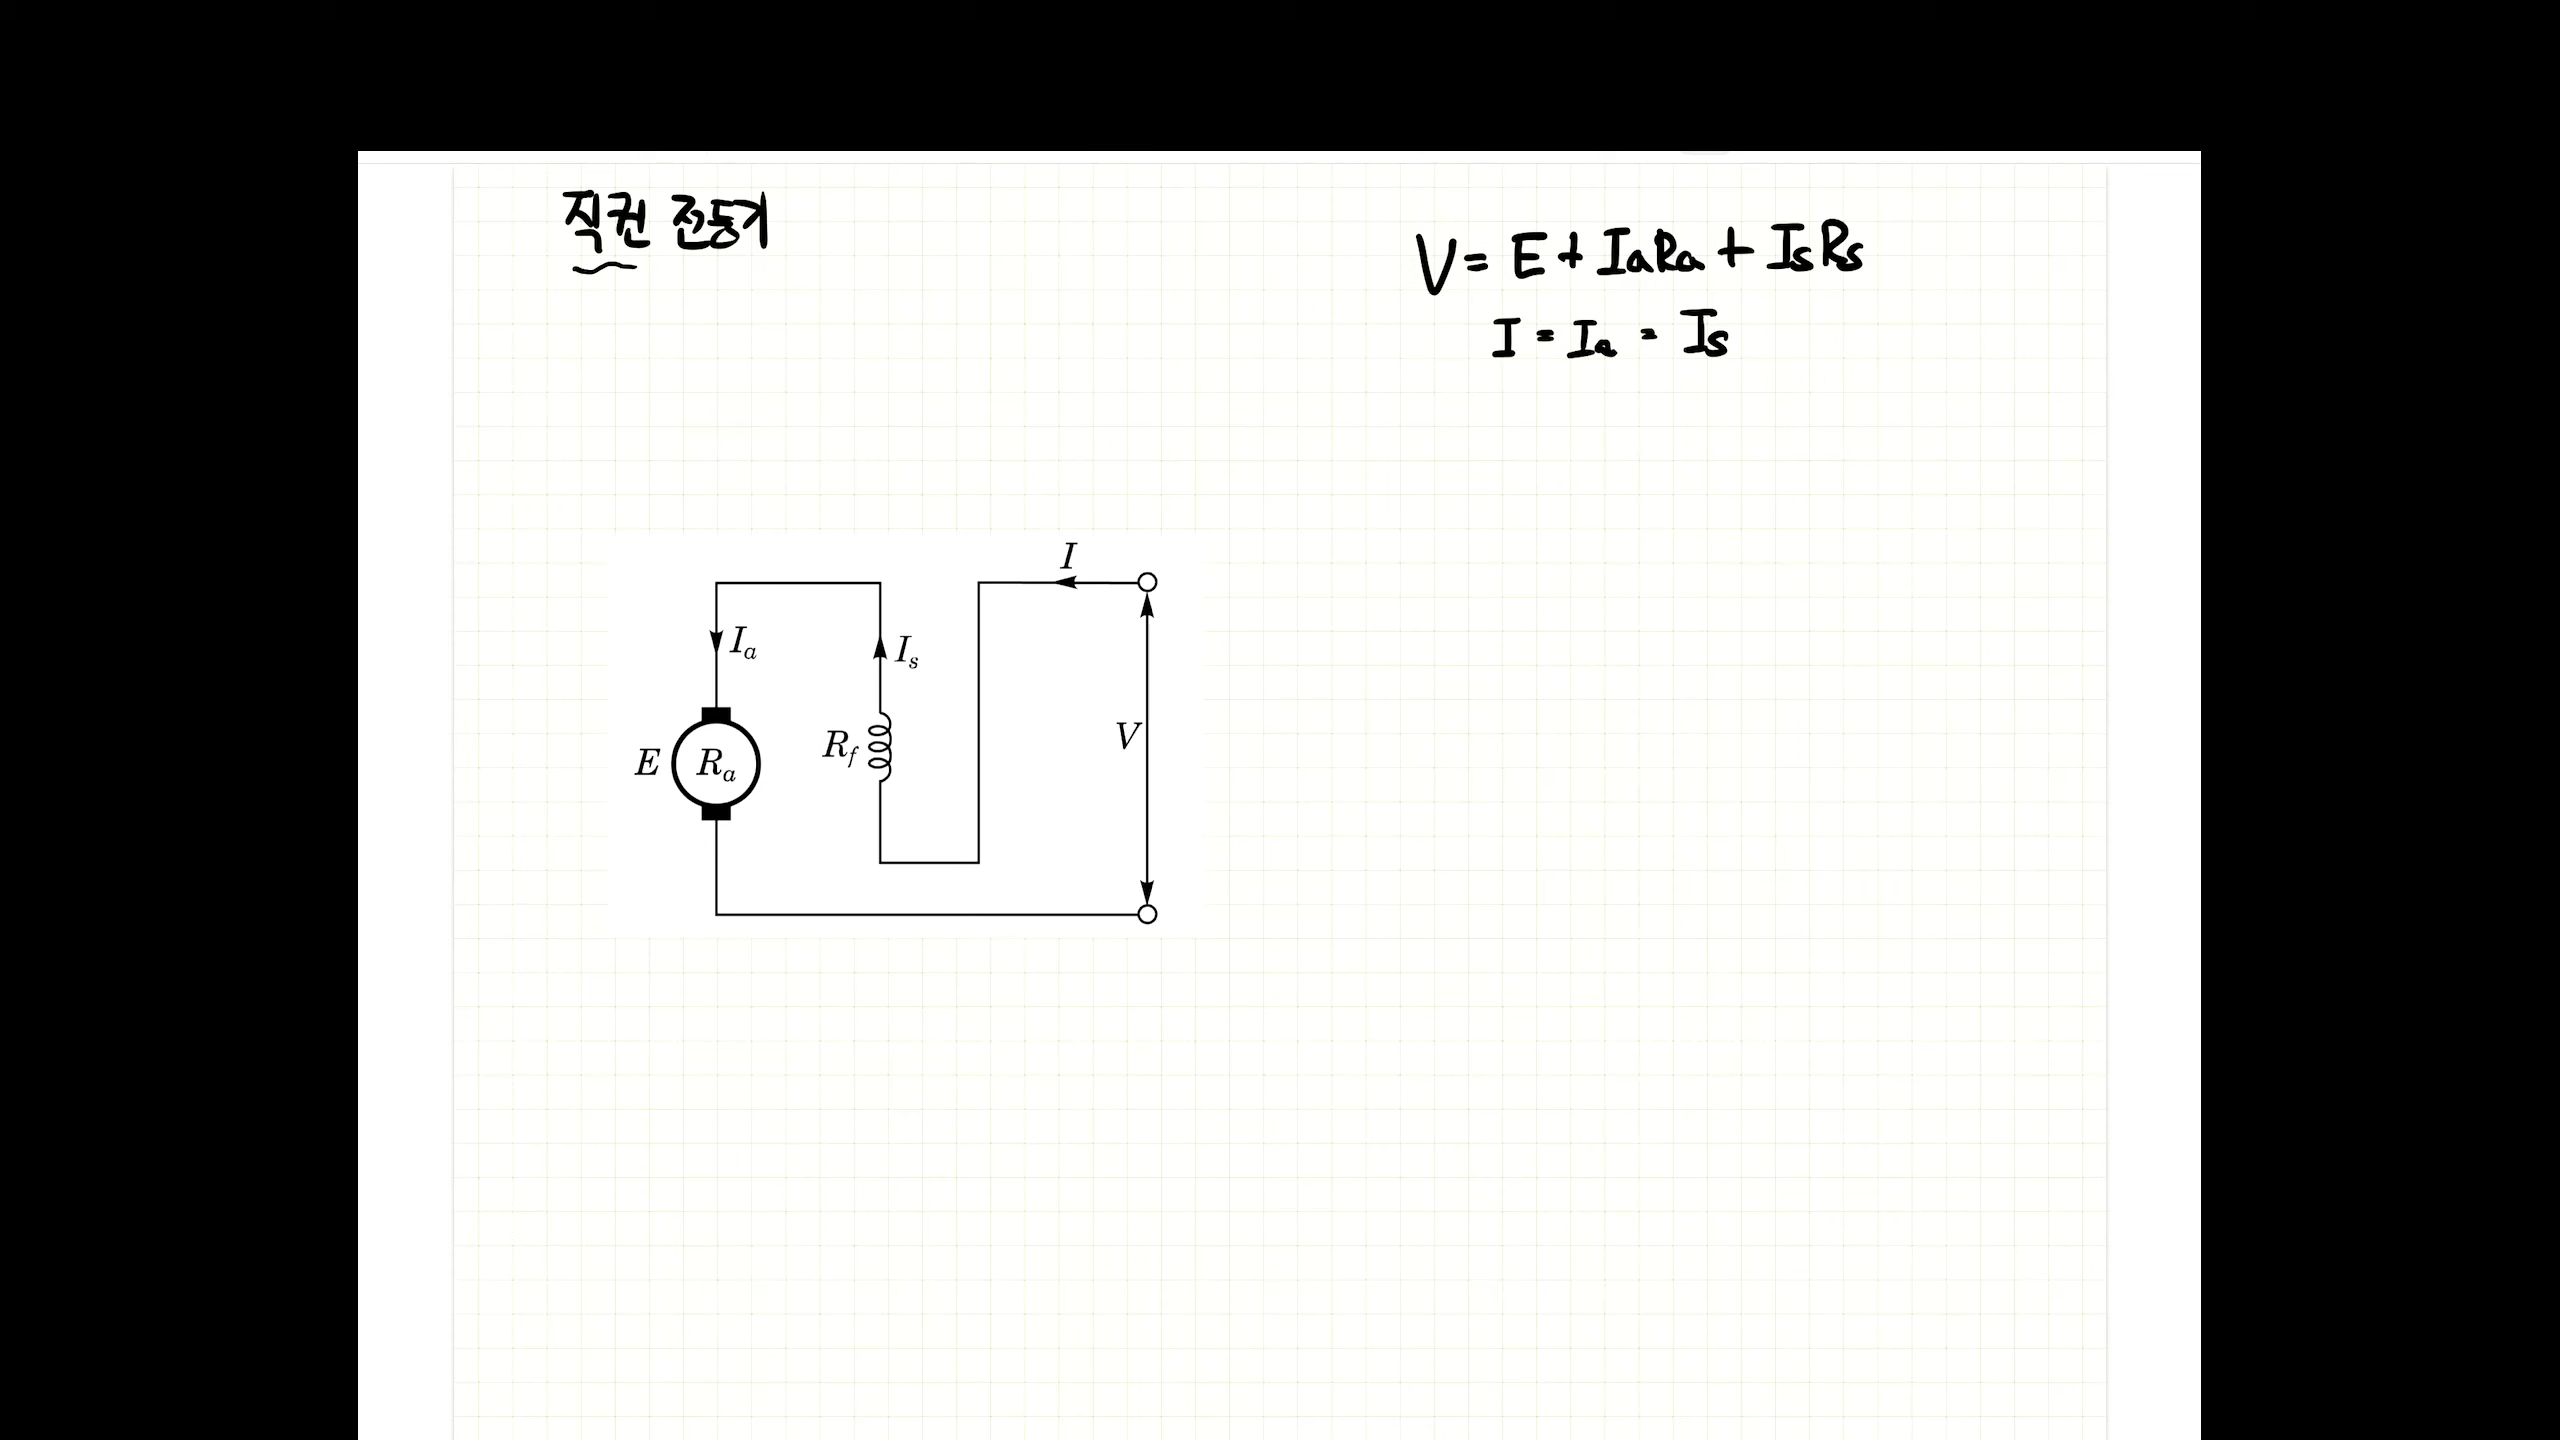 직권 전동기
V = E + IaRa + IsRs
I = Ia = Is
I
Ia
Is
E
Ra
Rf
V